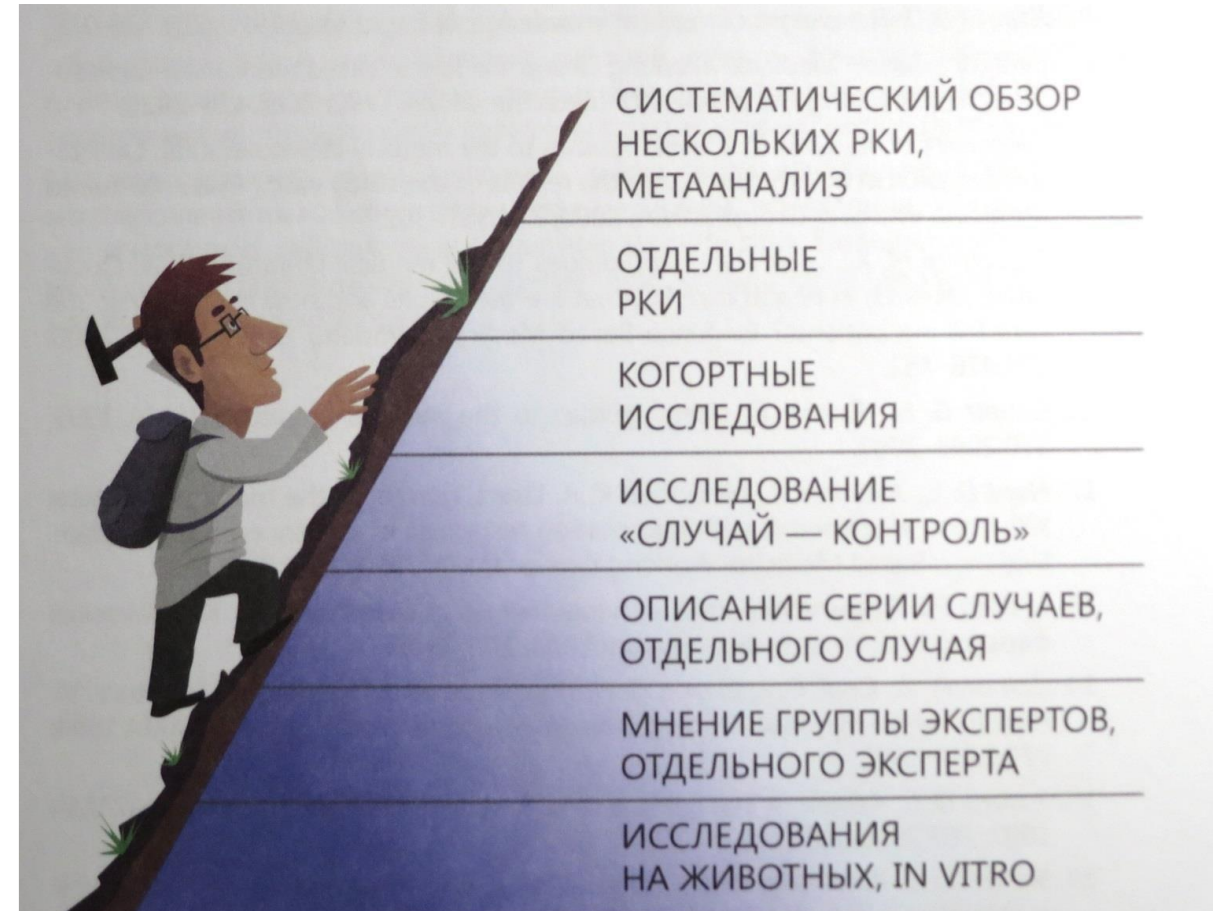 СИСТЕМАТИЧЕСКИЙ ОБЗОР
НЕСКОЛЬКИХ РКИ,
МЕТААНАЛИЗ
ОТДЕЛЬНЫЕ
РКИ
КОГОРТНЫЕ
ИССЛЕДОВАНИЯ
ИССЛЕДОВАНИЕ
«СЛУЧАЙ — КОНТРОЛЬ»
ОПИСАНИЕ СЕРИИ СЛУЧАЕВ,
ОТДЕЛЬНОГО СЛУЧАЯ
МНЕНИЕ ГРУППЫ ЭКСПЕРТОВ,
ОТДЕЛЬНОГО ЭКСПЕРТА
ИССЛЕДОВАНИЯ
НА ЖИВОТНЫХ, IN VITRO